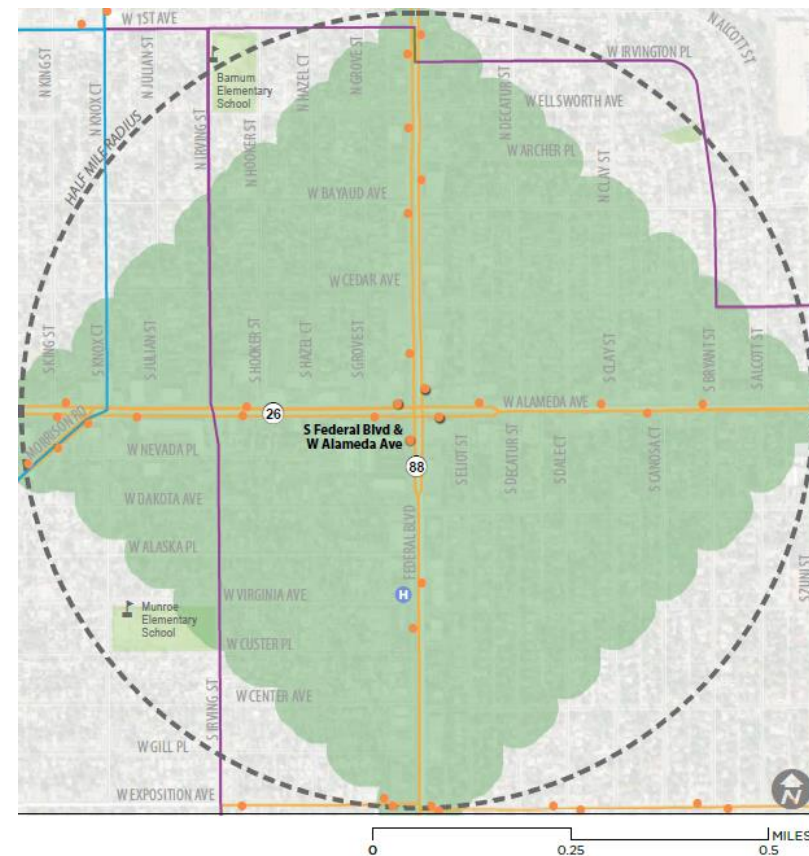 W 1ST AVE
N ALCOTT ST
W IRVINGTON PL
N KING ST
N KNOX CT
N JULIAN ST
N IRVING ST
Barnum
Elementary
School
N HOOKER ST
N HAZEL CT
N GROVE ST
N DECATUR ST
W ELLSWORTH AVE
W ARCHER PL
N CLAY ST
HALF MILE RADIUS
W BAYAUD AVE
W CEDAR AVE
S KING ST
S KNOX CT
S JULIAN ST
S HOOKER ST
S HAZEL CT
S GROVE ST
S CLAY ST
S BRYANT ST
S ALCOTT ST
W ALAMEDA AVE
26
MORRISON RD
S Federal Blvd &
W Alameda Ave
W NEVADA PL
88
S ELIOT ST
S DECATUR ST
S DALE CT
S CANOSA CT
W DAKOTA AVE
FEDERAL BLVD
W ALASKA PL
S ZUNI ST
W VIRGINIA AVE
H
Munroe
Elementary
School
W CUSTER PL
W CENTER AVE
S IRVING ST
W GILL PL
W EXPOSITION AVE
N
MILES
0
0.25
0.5